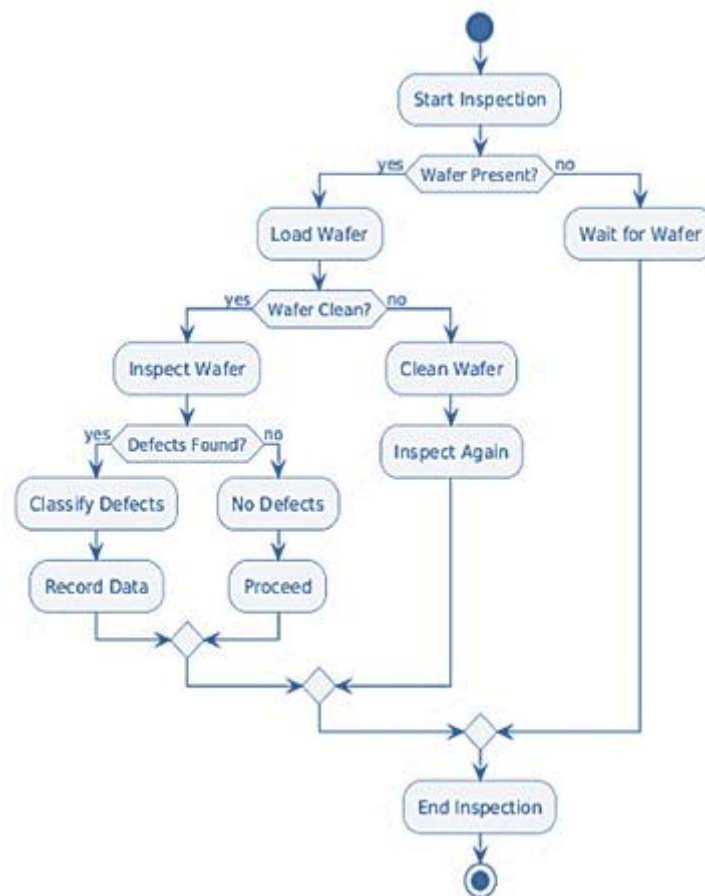 Start Inspection
yes
Wafer Present?
no
Load Wafer
Wait for Wafer
yes
Wafer Clean?
no
Inspect Wafer
Clean Wafer
yes
Defects Found?
no
Inspect Again
Classify Defects
No Defects
Record Data
Proceed
End Inspection